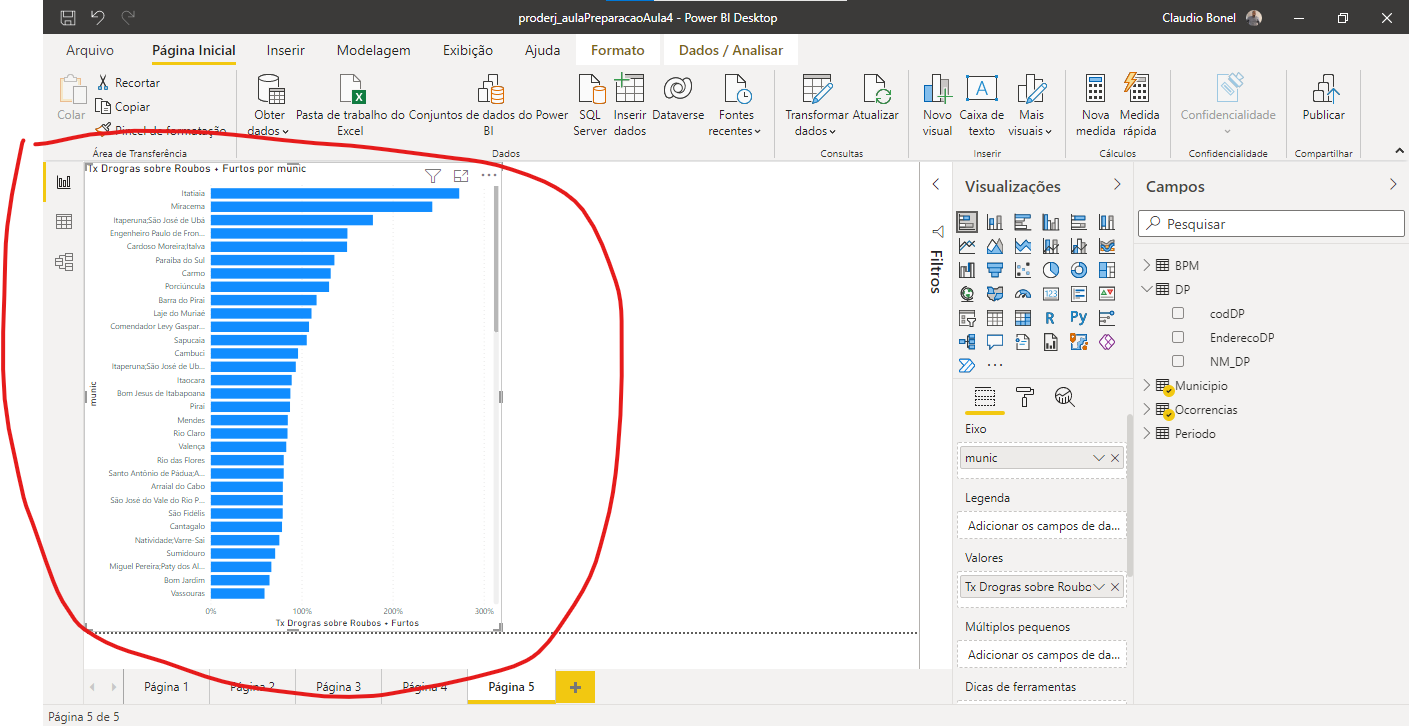 proderj_aulaPreparacaoAula4 - Power BI Desktop
Claudio Bonel
Arquivo Página Inicial Inserir Modelagem Exibição Ajuda Formato Dados / Analisar
Colar
Recortar
Copiar
Pincel de formatação
Área de Transferência
Obter dados
Pasta de trabalho do Excel
Conjuntos de dados do Power BI
SQL Server
Inserir dados
Dataverse
Fontes recentes
Dados
Transformar dados
Atualizar
Consultas
Novo visual
Caixa de texto
Mais visuais
Inserir
Nova medida
Medida rápida
Cálculos
Confidencialidade
Confidencialidade
Publicar
Compartilhar
Tx Drogras sobre Roubos + Furtos por munic
munic
Itatiaia
Miracema
Itaperuna;São José de Ubá
Engenheiro Paulo de Fron...
Cardoso Moreira;Italva
Paraíba do Sul
Carmo
Porciúncula
Barra do Piraí
Laje do Muriaé
Comendador Levy Gaspar...
Sapucaia
Cambuci
Itaperuna;São José de Ub...
Itaocara
Bom Jesus de Itabapoana
Piraí
Mendes
Rio Claro
Valença
Rio das Flores
Santo Antônio de Pádua;A...
Arraial do Cabo
São José do Vale do Rio P...
São Fidélis
Cantagalo
Natividade;Varre-Sai
Sumidouro
Miguel Pereira;Paty dos Al...
Bom Jardim
Vassouras
0% 100% 200% 300%
Tx Drogras sobre Roubos + Furtos
Filtros
Visualizações
123
R
Py
Eixo
munic
Legenda
Adicionar os campos de da...
Valores
Tx Drogras sobre Roubo
Múltiplos pequenos
Adicionar os campos de da...
Dicas de ferramentas
Campos
Pesquisar
BPM
DP
codDP
EnderecoDP
NM_DP
Municipio
Ocorrencias
Periodo
Página 1 Página 2 Página 3 Página 4 Página 5
Página 5 de 5